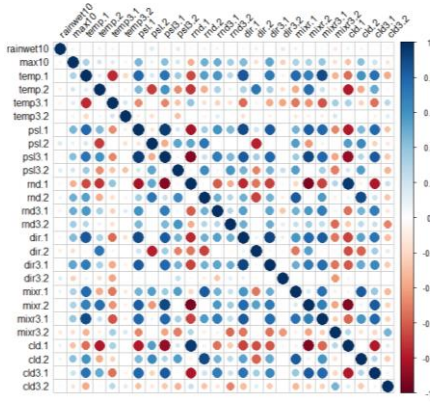 rainwet10
max10
temp.1
temp.2
temp3.1
temp3.2
psl.1
psl.2
psl3.1
psl3.2
rnd.1
rnd.2
rnd3.1
rnd3.2
dir.1
dir.2
dir3.1
dir3.2
mixr.1
mixr.2
mixr3.1
mixr3.2
cld.1
cld.2
cld3.1
cld3.2
rainwet10
max10
temp.1
temp.2
temp3.1
temp3.2
psl.1
psl.2
psl3.1
psl3.2
rnd.1
rnd.2
rnd3.1
rnd3.2
dir.1
dir.2
dir3.1
dir3.2
mixr.1
mixr.2
mixr3.1
mixr3.2
cld.1
cld.2
cld3.1
cld3.2